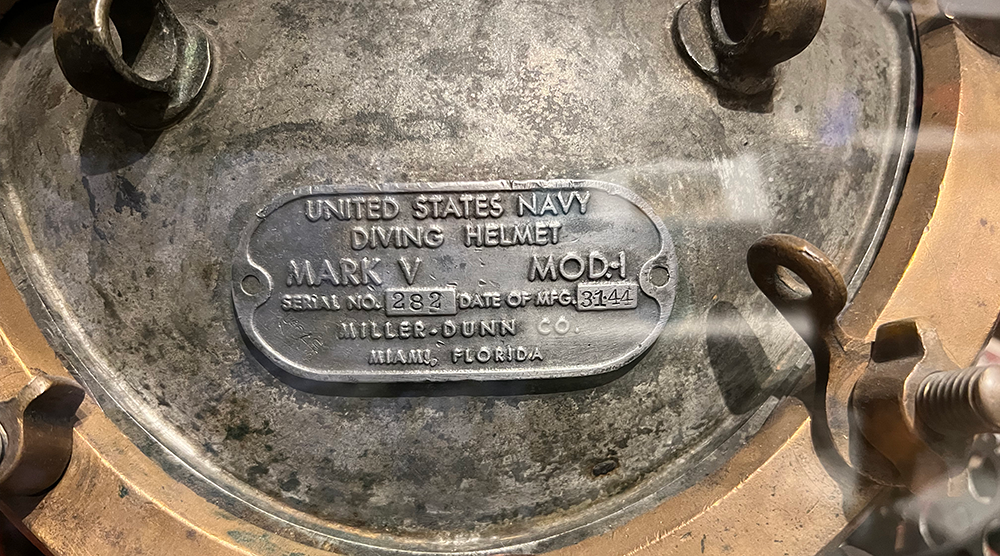 UNITED STATES NAVY
DIVING HELMET
MARK V MOD.I
SERIAL NO. 282 DATE OF MFG. 3·1·44
MILLER-DUNN CO.
MIAMI, FLORIDA